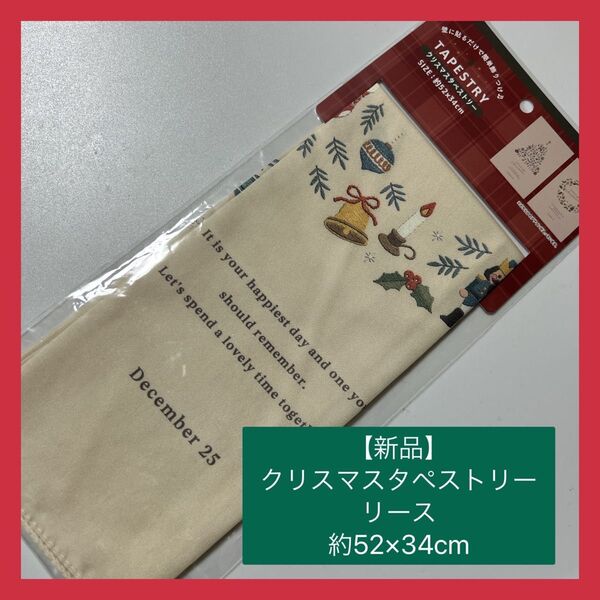 壁に貼るだけで簡単飾りつけ♪
TAPESTRY
クリスマスタペストリー
SIZE:約52×34cm
It is your happiest day and one yo
should remember.
Let's spend a lovely time togeth
December 25
【新品】
クリスマスタペストリー
リース
約52×34cm